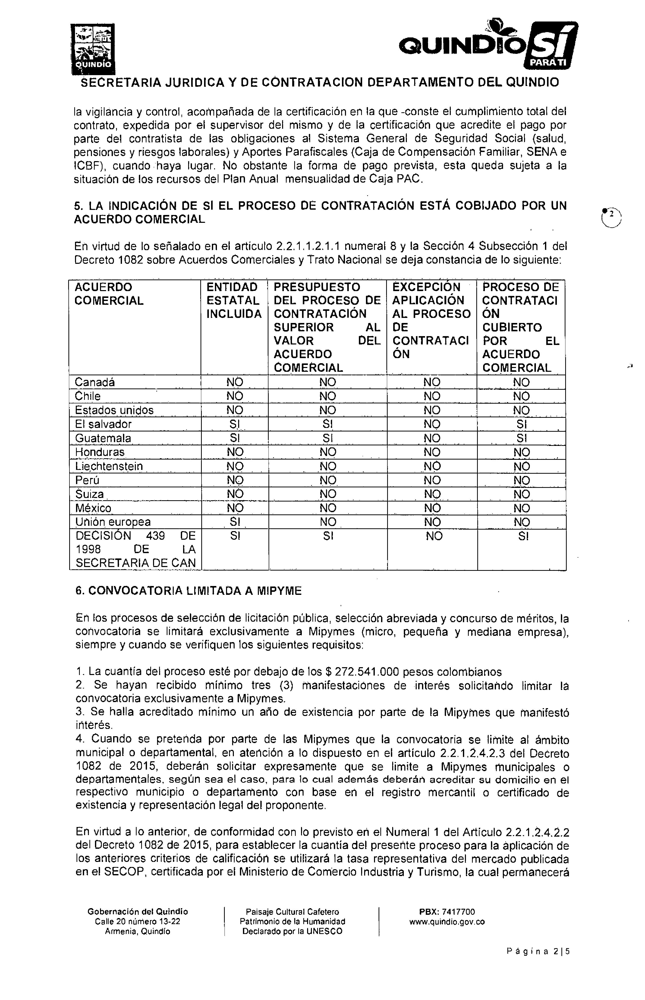 QUINDÍO
QUINDÍO SÍ
PARA TI
SECRETARIA JURIDICA Y DE CONTRATACION DEPARTAMENTO DEL QUINDIO
la vigilancia y control, acompañada de la certificación en la que -conste el cumplimiento total del
contrato, expedida por el supervisor del mismo y de la certificación que acredite el pago por
parte del contratista de las obligaciones al Sistema General de Seguridad Social (salud,
pensiones y riesgos laborales) y Aportes Parafiscales (Caja de Compensación Familiar, SENA e
ICBF), cuando haya lugar. No obstante la forma de pago prevista, esta queda sujeta a la
situación de los recursos del Plan Anual mensualidad de Caja PAC.
5. LA INDICACIÓN DE SI EL PROCESO DE CONTRATACIÓN ESTÁ COBIJADO POR UN
ACUERDO COMERCIAL
2
En virtud de lo señalado en el artículo 2.2.1.1.2.1.1 numeral 8 y la Sección 4 Subsección 1 del
Decreto 1082 sobre Acuerdos Comerciales y Trato Nacional se deja constancia de lo siguiente:
ACUERDO ENTIDAD PRESUPUESTO EXCEPCIÓN PROCESO DE
COMERCIAL ESTATAL DEL PROCESO DE APLICACIÓN CONTRATACI
INCLUIDA CONTRATACIÓN AL PROCESO ÓN
SUPERIOR AL DE CUBIERTO
VALOR DEL CONTRATACI POR EL
ACUERDO ÓN ACUERDO
COMERCIAL COMERCIAL
Canadá NO NO NO NO
Chile NO NO NO NO
Estados unidos NO NO NO NO
El salvador SI SI NO SI
Guatemala SI SI NO SI
Honduras NO NO NO NO
Liechtenstein NO NO NO NO
Perú NO NO NO NO
Suiza NO NO NO NO
México NO NO NO NO
Unión europea SI NO NO NO
DECISIÓN 439 DE SI SI NO SI
1998 DE LA
SECRETARIA DE CAN
6. CONVOCATORIA LIMITADA A MIPYME
En los procesos de selección de licitación pública, selección abreviada y concurso de méritos, la
convocatoria se limitará exclusivamente a Mipymes (micro, pequeña y mediana empresa),
siempre y cuando se verifiquen los siguientes requisitos:
1. La cuantía del proceso esté por debajo de los $ 272.541.000 pesos colombianos
2. Se hayan recibido mínimo tres (3) manifestaciones de interés solicitando limitar la
convocatoria exclusivamente a Mipymes.
3. Se halla acreditado mínimo un año de existencia por parte de la Mipymes que manifestó
interés.
4. Cuando se pretenda por parte de las Mipymes que la convocatoria se limite al ámbito
municipal o departamental, en atención a lo dispuesto en el artículo 2.2.1.2.4.2.3 del Decreto
1082 de 2015, deberán solicitar expresamente que se limite a Mipymes municipales o
departamentales, según sea el caso, para lo cual además deberán acreditar su domicilio en el
respectivo municipio o departamento con base en el registro mercantil o certificado de
existencia y representación legal del proponente.
En virtud a lo anterior, de conformidad con lo previsto en el Numeral 1 del Artículo 2.2.1.2.4.2.2
del Decreto 1082 de 2015, para establecer la cuantía del presente proceso para la aplicación de
los anteriores criterios de calificación se utilizará la tasa representativa del mercado publicada
en el SECOP, certificada por el Ministerio de Comercio Industria y Turismo, la cual permanecerá
Gobernación del Quindío Paisaje Cultural Cafetero PBX: 7417700
Calle 20 número 13-22 Patrimonio de la Humanidad www.quindio.gov.co
Armenia, Quindío Declarado por la UNESCO
Página 2|5